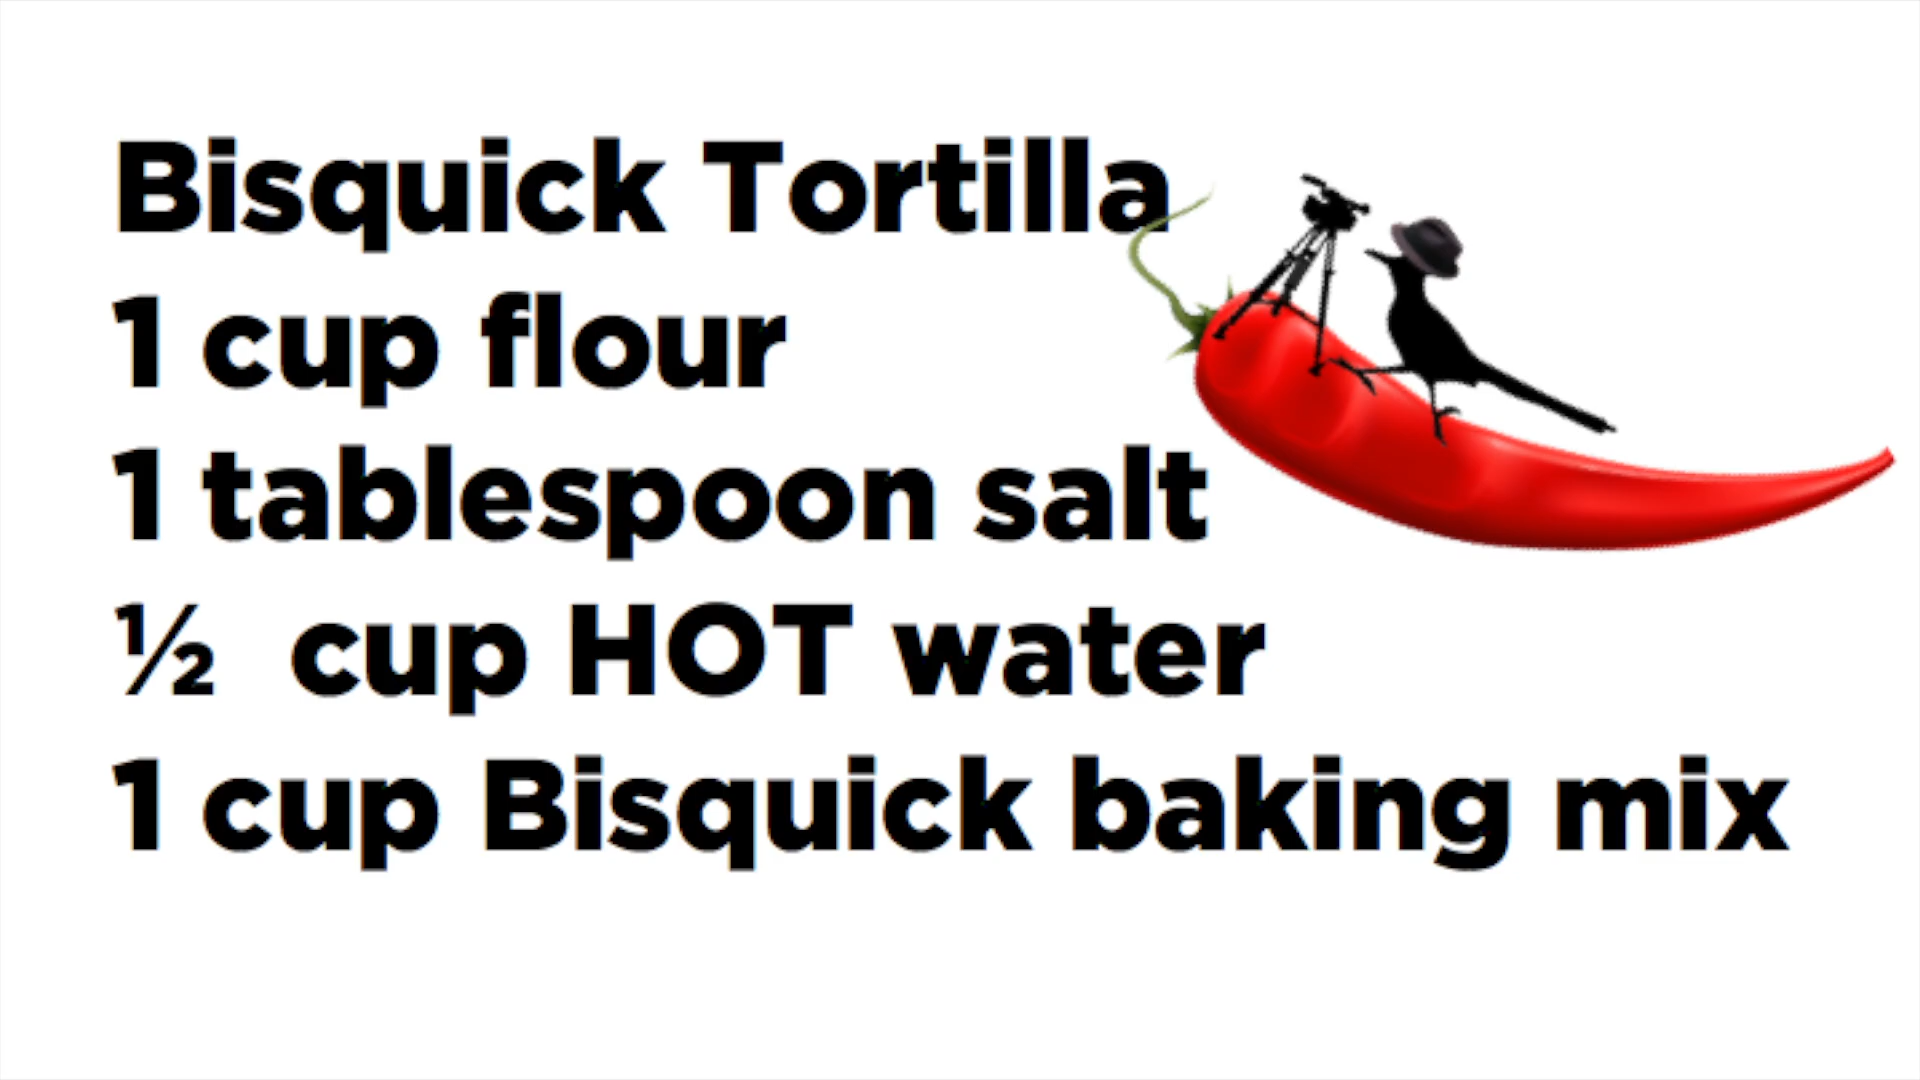 Bisquick Tortilla
1 cup flour
1 tablespoon salt
½  cup HOT water
1 cup Bisquick baking mix